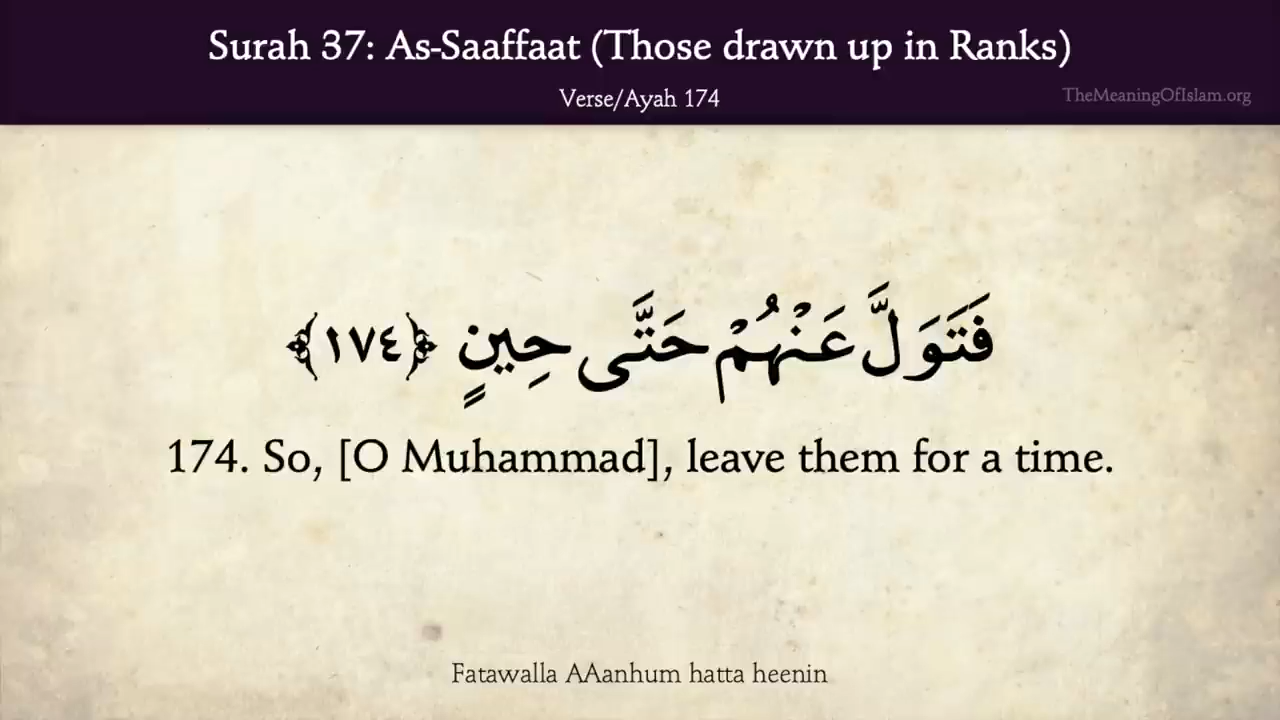 Surah 37: As-Saaffaat (Those drawn up in Ranks)
Verse/Ayah 174
TheMeaningOfIslam.org
فَتَوَلَّ عَنْهُمْ حَتَّى حِينٍ ﴿١٧٤﴾
174. So, [O Muhammad], leave them for a time.
Fatawalla AAanhum hatta heenin